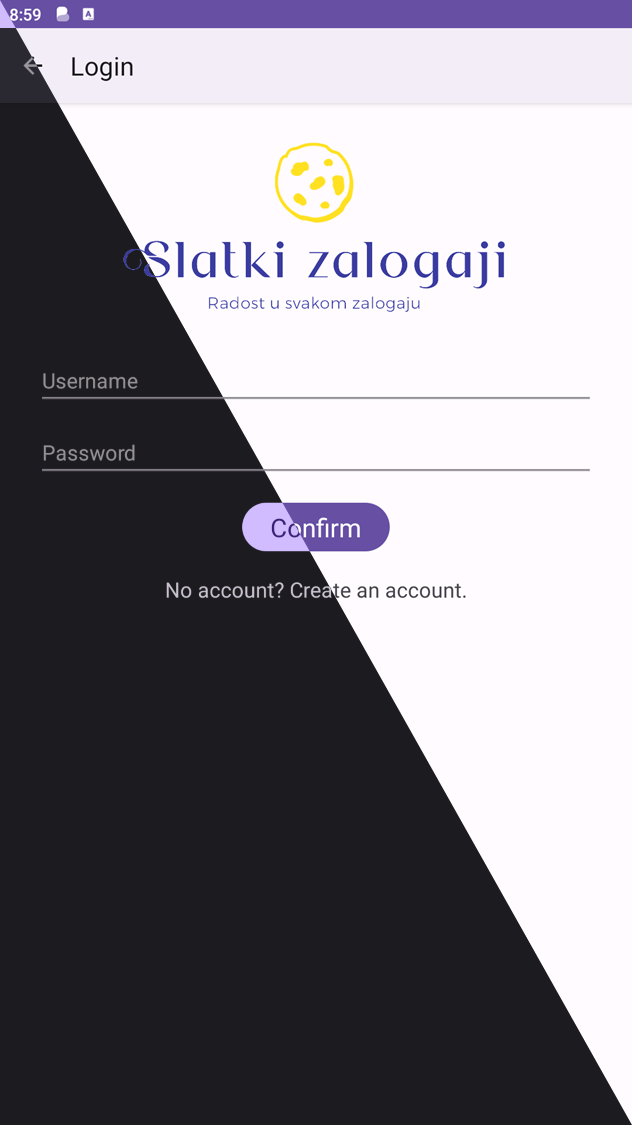 8:59
Login
Slatki zalogaji
Radost u svakom zalogaju
Username
Password
Confirm
No account? Create an account.